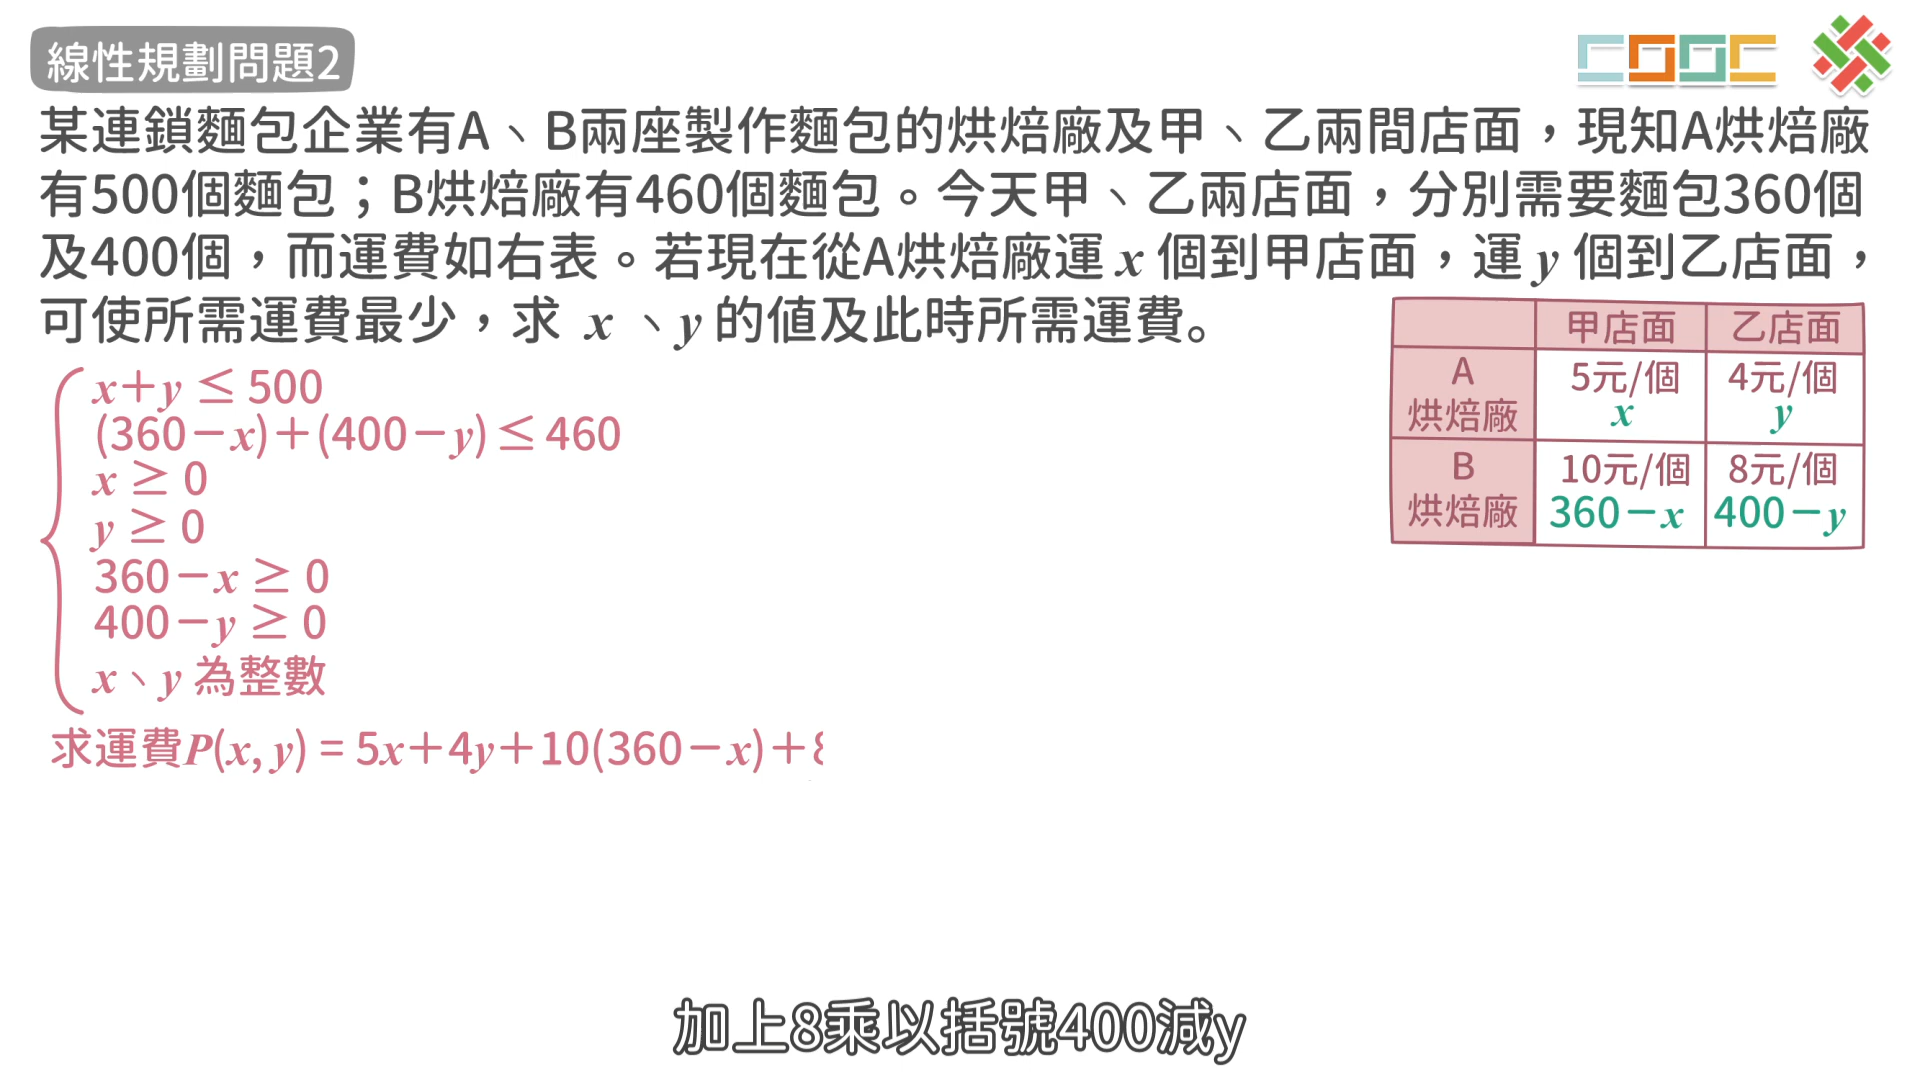 線性規劃問題2
COOC
某連鎖麵包企業有A、B兩座製作麵包的烘焙廠及甲、乙兩間店面，現知A烘焙廠
有500個麵包；B烘焙廠有460個麵包。今天甲、乙兩店面，分別需要麵包360個
及400個，而運費如右表。若現在從A烘焙廠運 x 個到甲店面，運 y 個到乙店面，
可使所需運費最少，求 x 、y 的值及此時所需運費。
甲店面 乙店面
A 烘焙廠 5元/個 x 4元/個 y
B 烘焙廠 10元/個 360－x 8元/個 400－y
x＋y ≤ 500
(360－x)＋(400－y) ≤ 460
x ≥ 0
y ≥ 0
360－x ≥ 0
400－y ≥ 0
x、y 為整數
求運費P(x, y) = 5x＋4y＋10(360－x)＋8
加上8乘以括號400減y